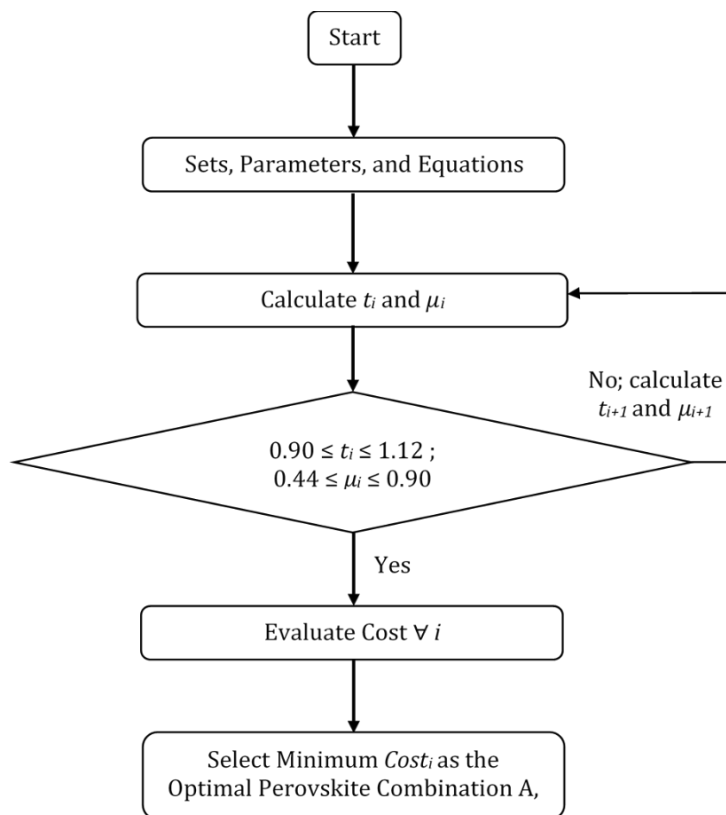 Start
Sets, Parameters, and Equations
Calculate tᵢ and μᵢ
No; calculate
tᵢ₊₁ and μᵢ₊₁
0.90 ≤ tᵢ ≤ 1.12 ;
0.44 ≤ μᵢ ≤ 0.90
Yes
Evaluate Cost ∀ i
Select Minimum Costᵢ as the
Optimal Perovskite Combination A,